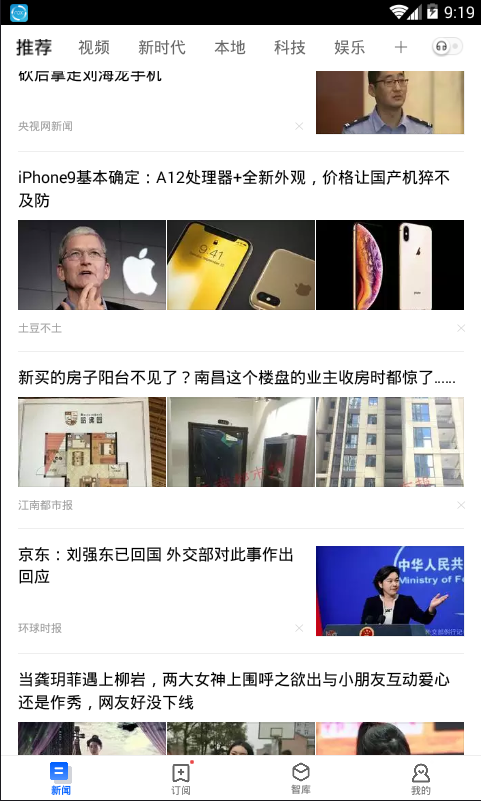 9:19
推荐 视频 新时代 本地 科技 娱乐 +
砍后拿走刘海龙手机
央视网新闻
iPhone9基本确定：A12处理器+全新外观，价格让国产机猝不
及防
9:41
土豆不土
新买的房子阳台不见了？南昌这个楼盘的业主收房时都惊了……
江南都市报
京东：刘强东已回国 外交部对此事作出
回应
中华人民共
Ministry of Fo
环球时报
当龚玥菲遇上柳岩，两大女神上围呼之欲出与小朋友互动爱心
还是作秀，网友好没下线
新闻 订阅 智库 我的